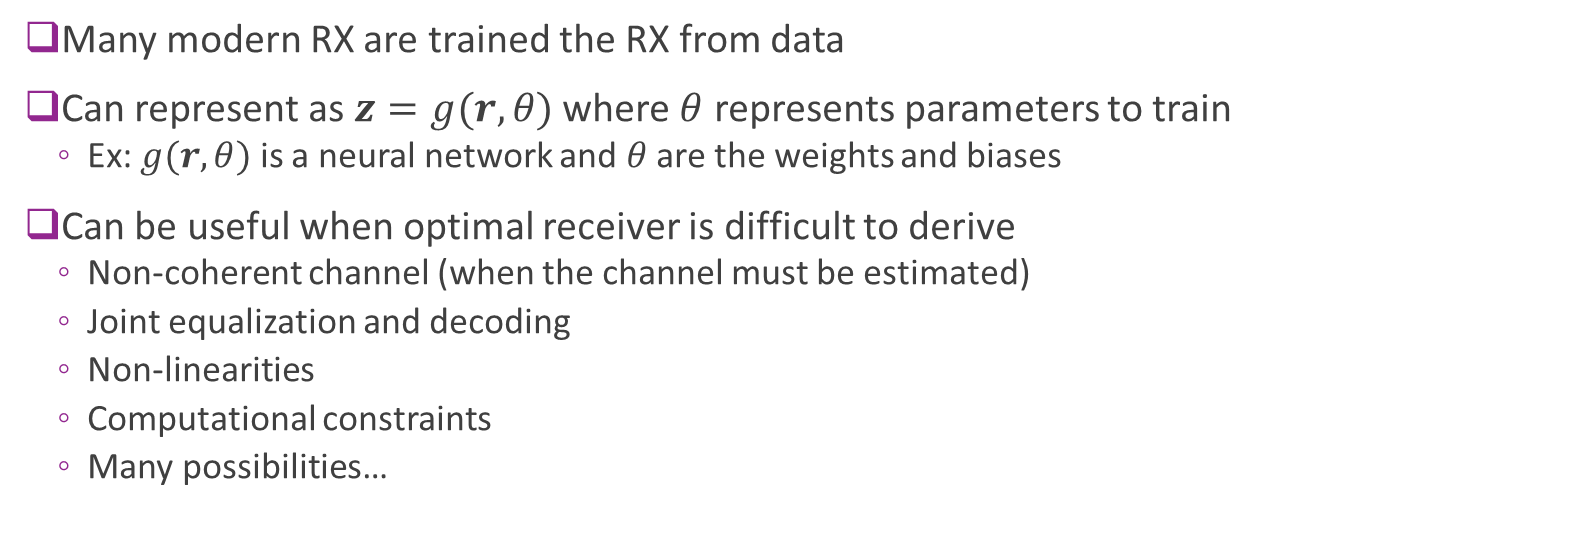 ❑Many modern RX are trained the RX from data
❑Can represent as 𝒛 = 𝑔(𝒓, 𝜃) where 𝜃 represents parameters to train
◦ Ex: 𝑔(𝒓, 𝜃) is a neural network and 𝜃 are the weights and biases
❑Can be useful when optimal receiver is difficult to derive
◦ Non-coherent channel (when the channel must be estimated)
◦ Joint equalization and decoding
◦ Non-linearities
◦ Computational constraints
◦ Many possibilities…